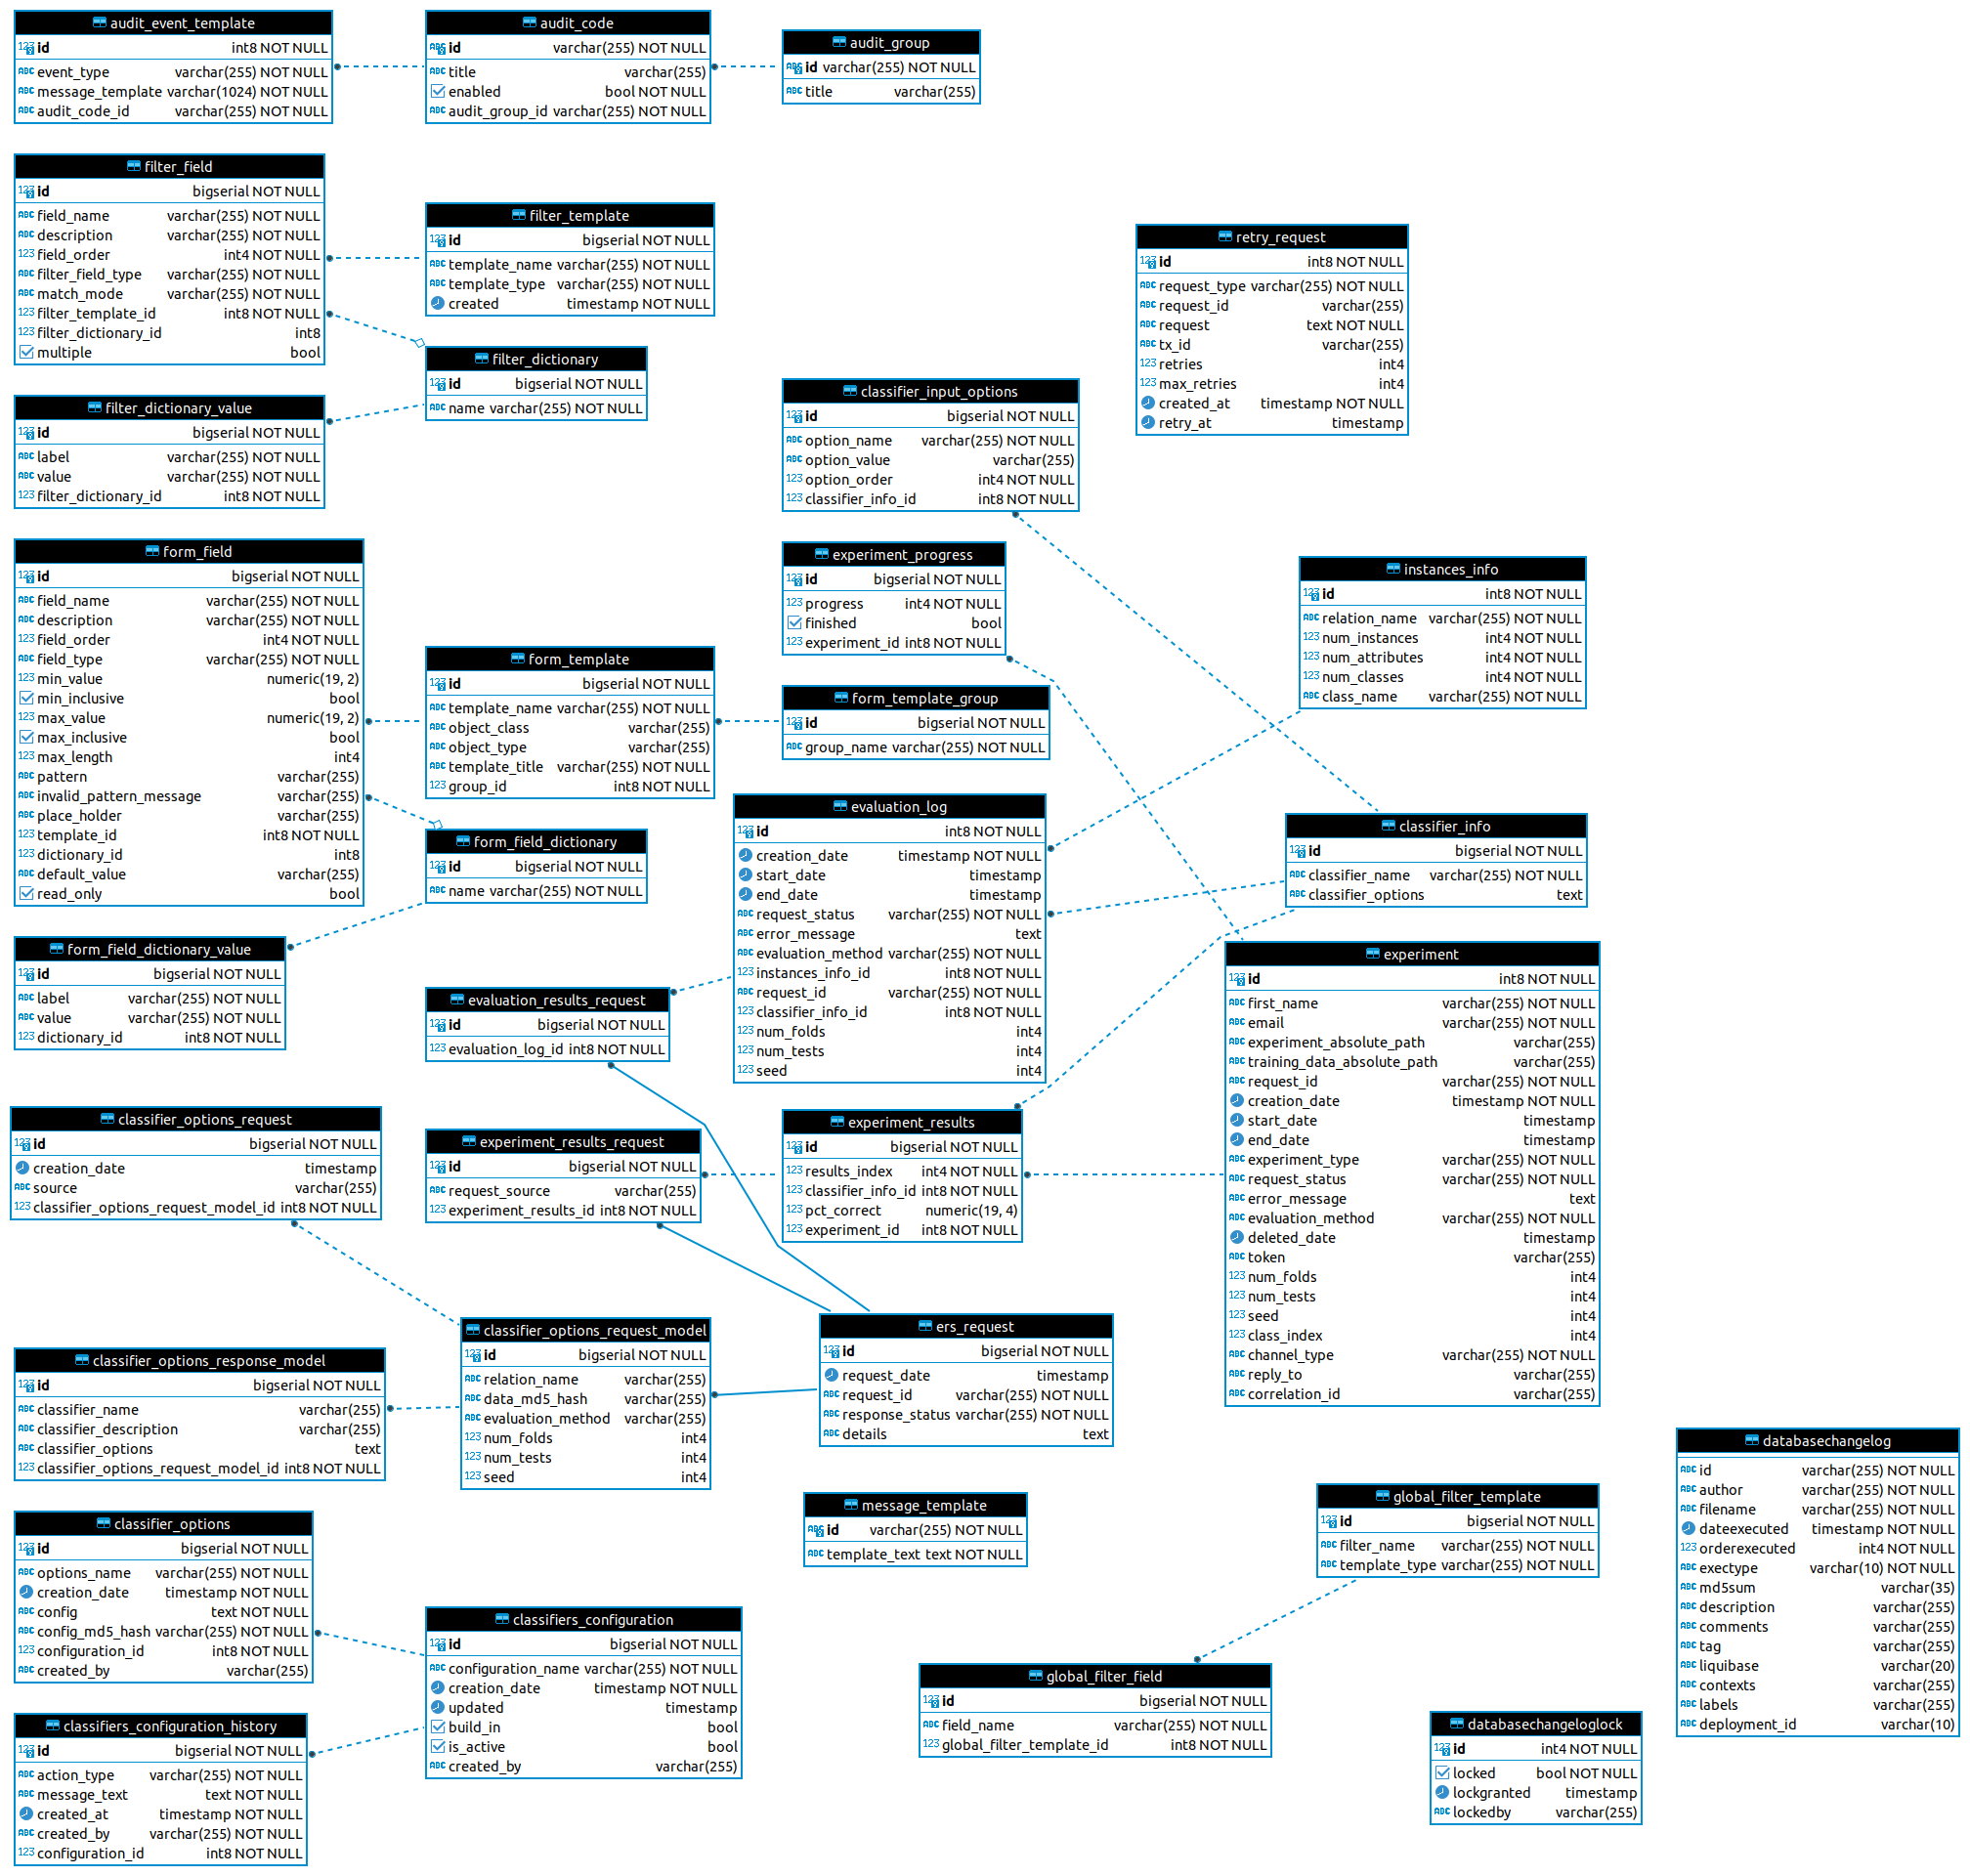 audit_event_template
id int8 NOT NULL
event_type varchar(255) NOT NULL
message_template varchar(1024) NOT NULL
audit_code_id varchar(255) NOT NULL
audit_code
id varchar(255) NOT NULL
title varchar(255)
enabled bool NOT NULL
audit_group_id varchar(255) NOT NULL
audit_group
id varchar(255) NOT NULL
title varchar(255)
filter_field
id bigserial NOT NULL
field_name varchar(255) NOT NULL
description varchar(255) NOT NULL
field_order int4 NOT NULL
filter_field_type varchar(255) NOT NULL
match_mode varchar(255) NOT NULL
filter_template_id int8 NOT NULL
filter_dictionary_id int8
multiple bool
filter_template
id bigserial NOT NULL
template_name varchar(255) NOT NULL
template_type varchar(255) NOT NULL
created timestamp NOT NULL
retry_request
id int8 NOT NULL
request_type varchar(255) NOT NULL
request_id varchar(255)
request text NOT NULL
tx_id varchar(255)
retries int4
max_retries int4
created_at timestamp NOT NULL
retry_at timestamp
filter_dictionary
id bigserial NOT NULL
name varchar(255) NOT NULL
filter_dictionary_value
id bigserial NOT NULL
label varchar(255) NOT NULL
value varchar(255) NOT NULL
filter_dictionary_id int8 NOT NULL
classifier_input_options
id bigserial NOT NULL
option_name varchar(255) NOT NULL
option_value varchar(255)
option_order int4 NOT NULL
classifier_info_id int8 NOT NULL
form_field
id bigserial NOT NULL
field_name varchar(255) NOT NULL
description varchar(255) NOT NULL
field_order int4 NOT NULL
field_type varchar(255) NOT NULL
min_value numeric(19, 2)
min_inclusive bool
max_value numeric(19, 2)
max_inclusive bool
max_length int4
pattern varchar(255)
invalid_pattern_message varchar(255)
place_holder varchar(255)
template_id int8 NOT NULL
dictionary_id int8
default_value varchar(255)
read_only bool
experiment_progress
id bigserial NOT NULL
progress int4 NOT NULL
finished bool
experiment_id int8 NOT NULL
instances_info
id int8 NOT NULL
relation_name varchar(255) NOT NULL
num_instances int4 NOT NULL
num_attributes int4 NOT NULL
num_classes int4 NOT NULL
class_name varchar(255) NOT NULL
form_template
id bigserial NOT NULL
template_name varchar(255) NOT NULL
object_class varchar(255)
object_type varchar(255)
template_title varchar(255) NOT NULL
group_id int8 NOT NULL
form_template_group
id bigserial NOT NULL
group_name varchar(255) NOT NULL
evaluation_log
id int8 NOT NULL
creation_date timestamp NOT NULL
start_date timestamp
end_date timestamp
request_status varchar(255) NOT NULL
error_message text
evaluation_method varchar(255) NOT NULL
instances_info_id int8 NOT NULL
request_id varchar(255) NOT NULL
classifier_info_id int8 NOT NULL
num_folds int4
num_tests int4
seed int4
classifier_info
id bigserial NOT NULL
classifier_name varchar(255) NOT NULL
classifier_options text
form_field_dictionary
id bigserial NOT NULL
name varchar(255) NOT NULL
form_field_dictionary_value
id bigserial NOT NULL
label varchar(255) NOT NULL
value varchar(255) NOT NULL
dictionary_id int8 NOT NULL
experiment
id int8 NOT NULL
first_name varchar(255) NOT NULL
email varchar(255) NOT NULL
experiment_absolute_path varchar(255)
training_data_absolute_path varchar(255)
request_id varchar(255) NOT NULL
creation_date timestamp NOT NULL
start_date timestamp
end_date timestamp
experiment_type varchar(255) NOT NULL
request_status varchar(255) NOT NULL
error_message text
evaluation_method varchar(255) NOT NULL
deleted_date timestamp
token varchar(255)
num_folds int4
num_tests int4
seed int4
class_index int4
channel_type varchar(255) NOT NULL
reply_to varchar(255)
correlation_id varchar(255)
evaluation_results_request
id bigserial NOT NULL
evaluation_log_id int8 NOT NULL
classifier_options_request
id bigserial NOT NULL
creation_date timestamp
source varchar(255)
classifier_options_request_model_id int8 NOT NULL
experiment_results_request
id bigserial NOT NULL
request_source varchar(255)
experiment_results_id int8 NOT NULL
experiment_results
id bigserial NOT NULL
results_index int4 NOT NULL
classifier_info_id int8 NOT NULL
pct_correct numeric(19, 4)
experiment_id int8 NOT NULL
classifier_options_request_model
id bigserial NOT NULL
relation_name varchar(255)
data_md5_hash varchar(255)
evaluation_method varchar(255)
num_folds int4
num_tests int4
seed int4
ers_request
id bigserial NOT NULL
request_date timestamp
request_id varchar(255) NOT NULL
response_status varchar(255) NOT NULL
details text
classifier_options_response_model
id bigserial NOT NULL
classifier_name varchar(255)
classifier_description varchar(255)
classifier_options text
classifier_options_request_model_id int8 NOT NULL
databasechangelog
id varchar(255) NOT NULL
author varchar(255) NOT NULL
filename varchar(255) NOT NULL
dateexecuted timestamp NOT NULL
orderexecuted int4 NOT NULL
exectype varchar(10) NOT NULL
md5sum varchar(35)
description varchar(255)
comments varchar(255)
tag varchar(255)
liquibase varchar(20)
contexts varchar(255)
labels varchar(255)
deployment_id varchar(10)
message_template
id varchar(255) NOT NULL
template_text text NOT NULL
global_filter_template
id bigserial NOT NULL
filter_name varchar(255) NOT NULL
template_type varchar(255) NOT NULL
classifier_options
id bigserial NOT NULL
options_name varchar(255) NOT NULL
creation_date timestamp NOT NULL
config text NOT NULL
config_md5_hash varchar(255) NOT NULL
configuration_id int8 NOT NULL
created_by varchar(255)
classifiers_configuration
id bigserial NOT NULL
configuration_name varchar(255) NOT NULL
creation_date timestamp NOT NULL
updated timestamp
build_in bool
is_active bool
created_by varchar(255)
global_filter_field
id bigserial NOT NULL
field_name varchar(255) NOT NULL
global_filter_template_id int8 NOT NULL
classifiers_configuration_history
id bigserial NOT NULL
action_type varchar(255) NOT NULL
message_text text NOT NULL
created_at timestamp NOT NULL
created_by varchar(255) NOT NULL
configuration_id int8 NOT NULL
databasechangeloglock
id int4 NOT NULL
locked bool NOT NULL
lockgranted timestamp
lockedby varchar(255)